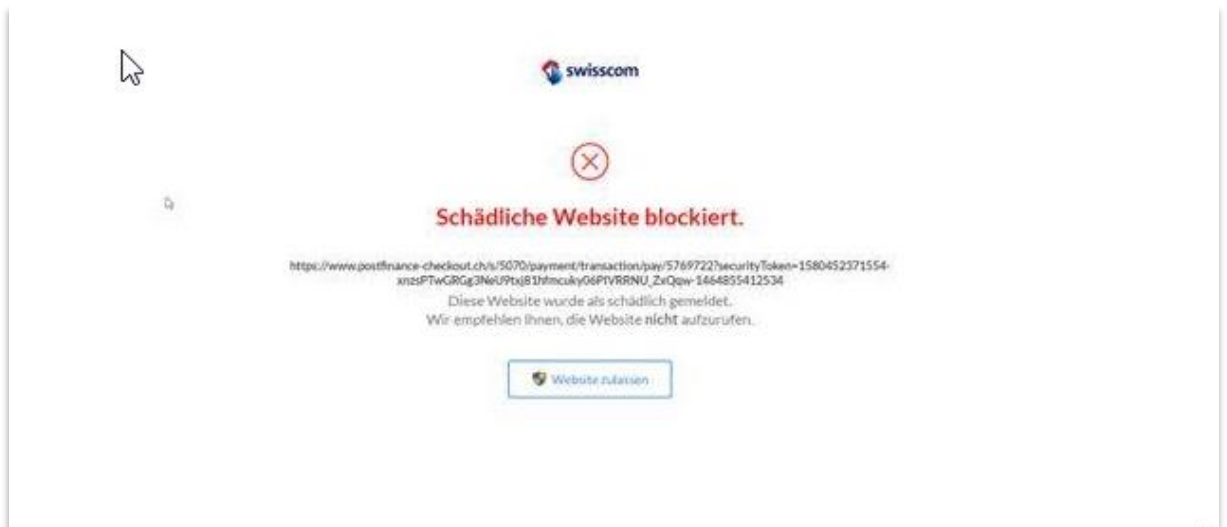 swisscom
Schädliche Website blockiert.
https://www.postfinance-checkout.ch/s/5070/payment/transaction/pay/5769722?securityToken=1580452371554-
Diese Website wurde als schädlich gemeldet.
Wir empfehlen Ihnen, die Website nicht aufzurufen.
Website zulassen